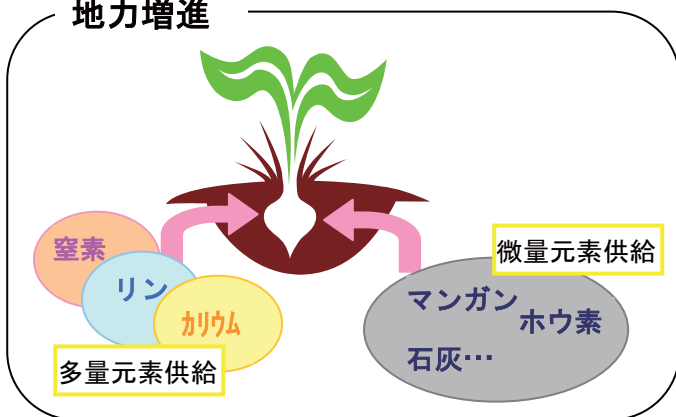 地力増進
窒素
リン
カリウム
多量元素供給
微量元素供給
マンガン
ホウ素
石灰…